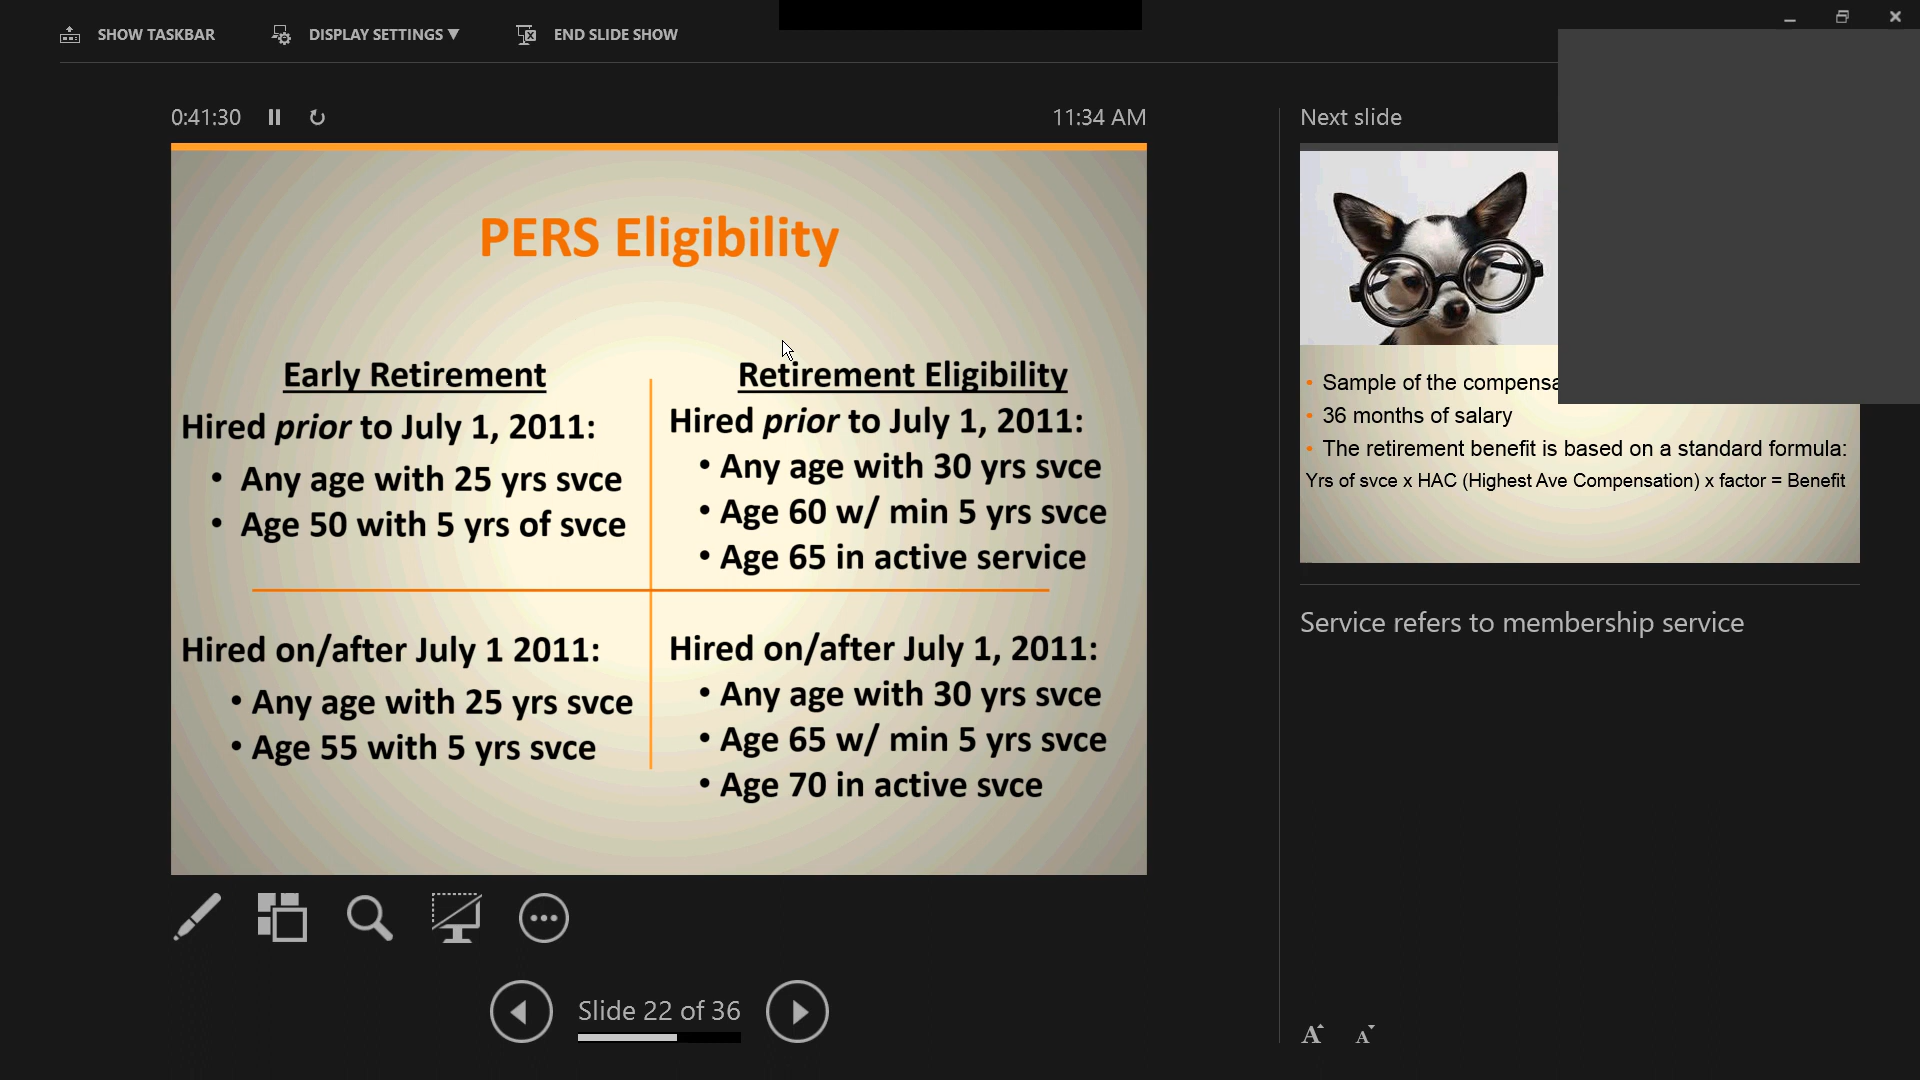 SHOW TASKBAR
DISPLAY SETTINGS ▼
END SLIDE SHOW
0:41:30
11:34 AM
PERS Eligibility
Early Retirement
Hired prior to July 1, 2011:
• Any age with 25 yrs svce
• Age 50 with 5 yrs of svce
Retirement Eligibility
Hired prior to July 1, 2011:
• Any age with 30 yrs svce
• Age 60 w/ min 5 yrs svce
• Age 65 in active service
Hired on/after July 1 2011:
• Any age with 25 yrs svce
• Age 55 with 5 yrs svce
Hired on/after July 1, 2011:
• Any age with 30 yrs svce
• Age 65 w/ min 5 yrs svce
• Age 70 in active svce
Slide 22 of 36
Next slide
• Sample of the
• 36 months of salary
• The retirement benefit is based on a standard formula:
Yrs of svce x HAC (Highest Ave Compensation) x factor = Benefit
Service refers to membership service
A A